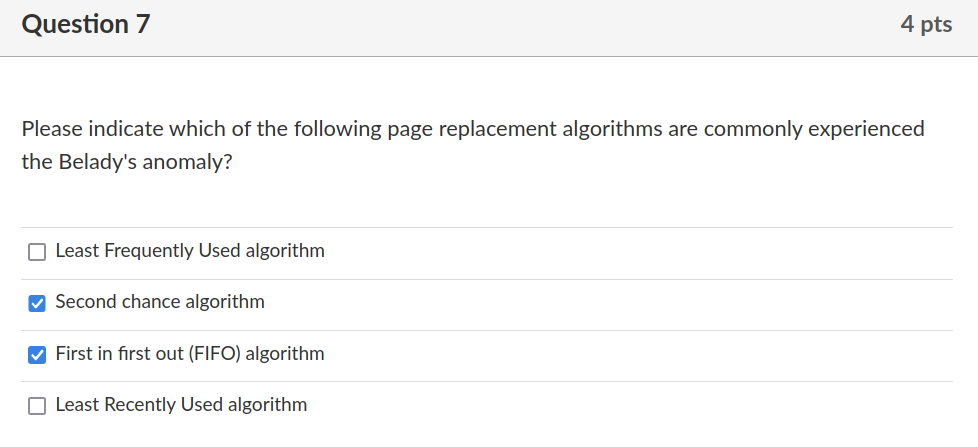 Question 7
4 pts
Please indicate which of the following page replacement algorithms are commonly experienced
the Belady's anomaly?
Least Frequently Used algorithm
Second chance algorithm
First in first out (FIFO) algorithm
Least Recently Used algorithm